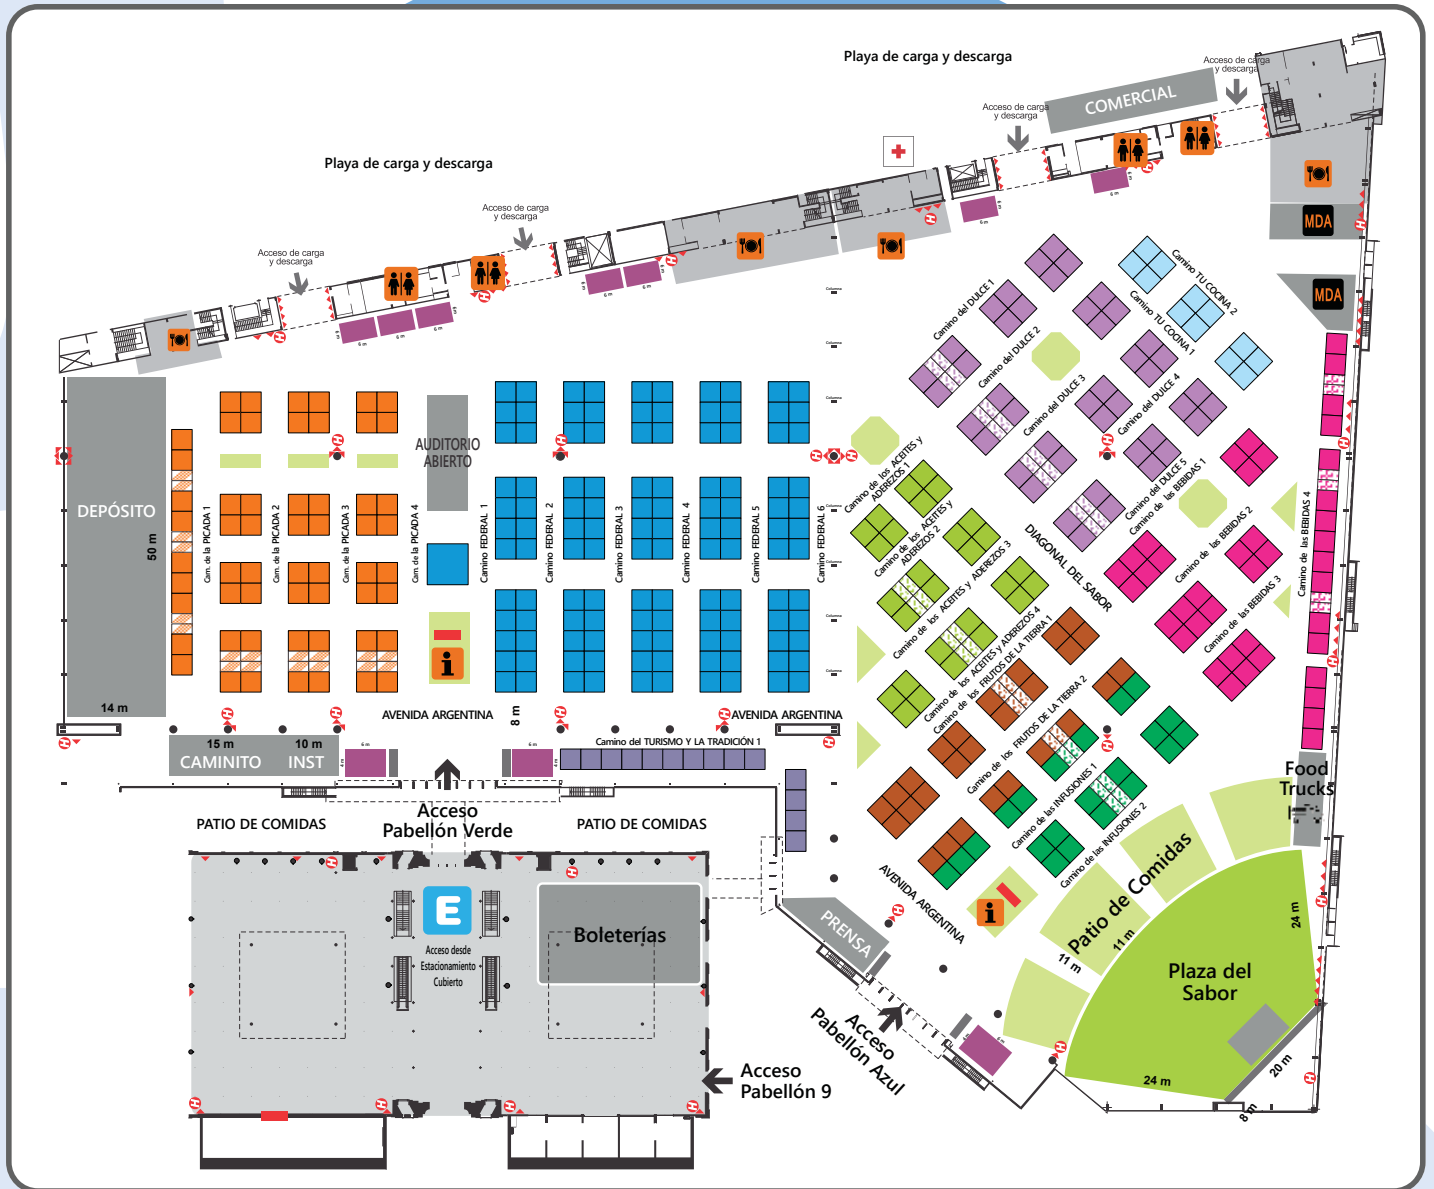 Playa de carga y descarga
Acceso de carga
y descarga
COMERCIAL
Acceso de carga
y descarga
Playa de carga y descarga
MDA
Acceso de carga
y descarga
Acceso de carga
y descarga
MDA
Camino TU COCINA 2
Camino TU COCINA 1
Camino del DULCE 1
Camino del DULCE 2
Camino del DULCE 3
Camino del DULCE 4
Camino del DULCE 5
Camino de las BEBIDAS 1
Camino de las BEBIDAS 2
Camino de las BEBIDAS 3
Camino de las BEBIDAS 4
DIAGONAL DEL SABOR
Camino de los ACEITES y
ADEREZOS 1
Camino de los ACEITES y
ADEREZOS 2
Camino de los ACEITES y ADEREZOS 3
Camino de los ACEITES y ADEREZOS 4
Camino de los FRUTOS DE LA TIERRA 1
Camino de los FRUTOS DE LA TIERRA 2
Camino de las INFUSIONES 1
Camino de las INFUSIONES 2
AUDITORIO
ABIERTO
DEPÓSITO
50 m
14 m
Cam. de la PICADA 1
Cam. de la PICADA 2
Cam. de la PICADA 3
Cam. de la PICADA 4
Camino FEDERAL 1
Camino FEDERAL 2
Camino FEDERAL 3
Camino FEDERAL 4
Camino FEDERAL 5
Camino FEDERAL 6
i
AVENIDA ARGENTINA
8 m
AVENIDA ARGENTINA
15 m
CAMINITO
10 m
INST
Camino del TURISMO Y LA TRADICIÓN 1
PATIO DE COMIDAS
Acceso
Pabellón Verde
PATIO DE COMIDAS
E
Acceso desde
Estacionamiento
Cubierto
Boleterías
Acceso
Pabellón 9
AVENIDA ARGENTINA
i
PRENSA
Acceso
Pabellón Azul
Food
Trucks
Patio de Comidas
11 m
11 m
Plaza del
Sabor
24 m
24 m
20 m
8 m